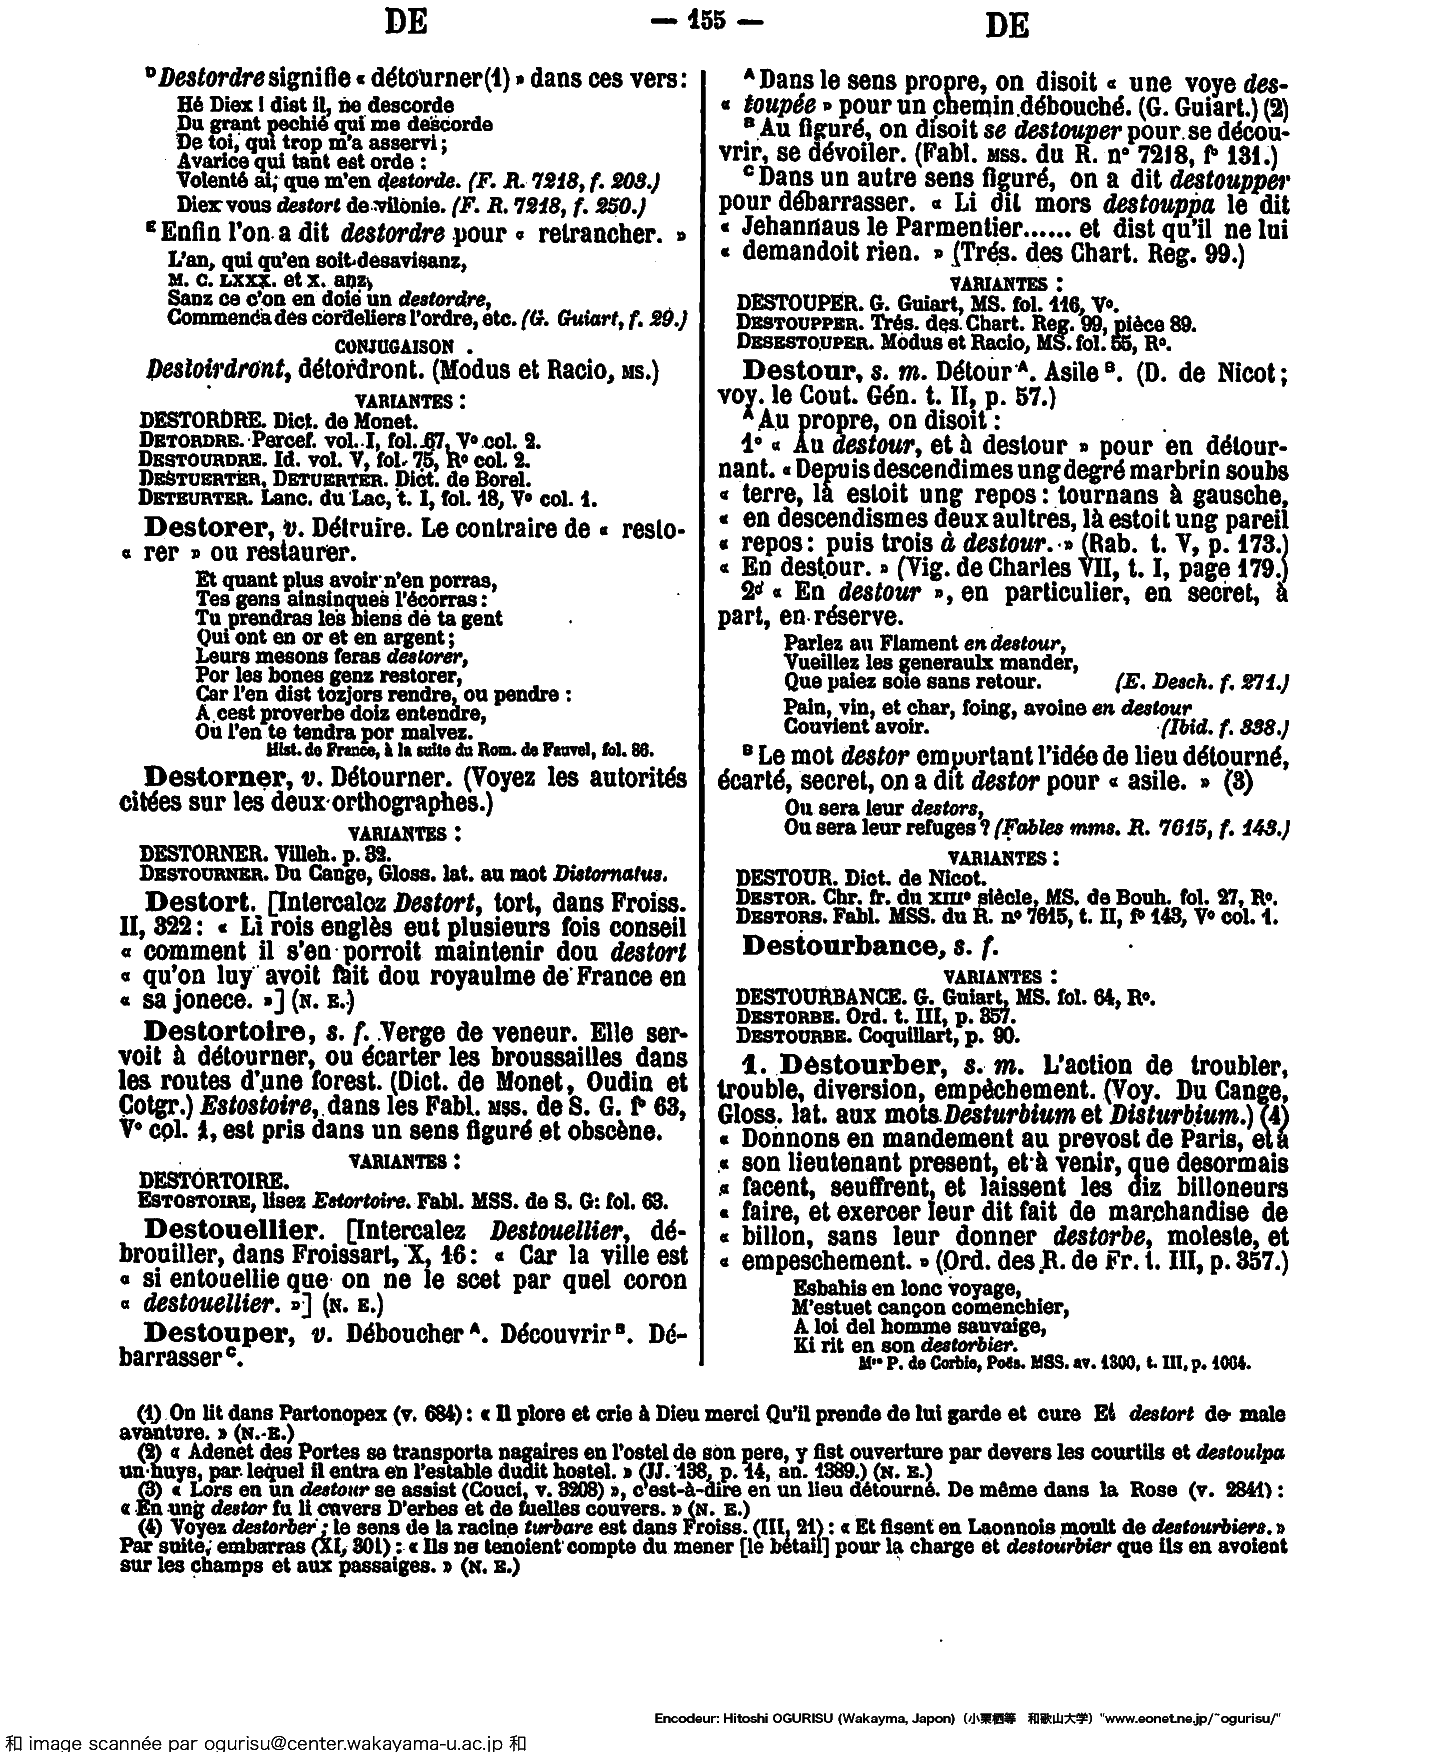 DE — 155 — DE
ᴰ Destordre signifie « détourner (1) » dans ces vers :
Hé Diex ! dist il, ne descorde
Du grant pechié qui me descorde
De toi, qui trop m'a asservi ;
Avarice qui tant est orde :
Volenté ai, que m'en destorde. (F. R. 7218, f. 203.)
Diex vous destort de vilonie. (F. R. 7218, f. 250.)
ᴱ Enfin l'on a dit destordre pour « retrancher. »
L'an, qui qu'en soit desavisanz,
M. C. LXXX. et X. anz,
Sanz ce c'on en doie un destordre,
Commenca des cordeliers l'ordre, etc. (G. Guiart, f. 29.)
CONJUGAISON.
Destoirdront, détordront. (Modus et Racio, MS.)
VARIANTES :
DESTORDRE. Dict. de Monet.
DETORDRE. Percef. vol. I, fol. 67, Vº col. 2.
DESTOURDRE. Id. vol. V, fol. 75, Rº col. 2.
DESTUERTER, DETUERTER. Dict. de Borel.
DETEURTER. Lanc. du Lac, t. I, fol. 18, Vº col. 1.
Destorer, v. Détruire. Le contraire de « resto-
« rer » ou restaurer.
Et quant plus avoir n'en porras,
Tes gens ainsinques l'écorras :
Tu prendras les biens de ta gent
Qui ont en or et en argent ;
Leurs mesons feras destorer,
Por les bones genz restorer,
Car l'en dist tozjors rendre, ou pendre :
A cest proverbe doiz entendre,
Ou l'en te tendra por malvez.
Hist. de France, à la suite du Rom. de Fauvel, fol. 86.
Destorner, v. Détourner. (Voyez les autorités
citées sur les deux orthographes.)
VARIANTES :
DESTORNER. Villeh. p. 32.
DESTOURNER. Du Cange, Gloss. lat. au mot Distornatus.
Destort. [Intercalez Destort, tort, dans Froiss.
II, 322 : « Li rois englès eut plusieurs fois conseil
« comment il s'en porroit maintenir dou destort
« qu'on luy avoit fait dou royaulme de France en
« sa jonece. »] (N. E.)
Destortoire, s. f. Verge de veneur. Elle ser-
voit à détourner, ou écarter les broussailles dans
les routes d'une forest. (Dict. de Monet, Oudin et
Cotgr.) Estostoire, dans les Fabl. MSS. de S. G. fº 63,
Vº col. 1, est pris dans un sens figuré et obscène.
VARIANTES :
DESTORTOIRE.
ESTOSTOIRE, lisez Estortoire. Fabl. MSS. de S. G. fol. 63.
Destouellier. [Intercalez Destouellier, dé-
brouiller, dans Froissart, X, 16 : « Car la ville est
« si entouellie que on ne le scet par quel coron
« destouellier. »] (N. E.)
Destouper, v. Déboucher ᴬ. Découvrir ᴮ. Dé-
barrasser ᶜ.
ᴬ Dans le sens propre, on disoit « une voye des-
« toupée » pour un chemin débouché. (G. Guiart.) (2)
ᴮ Au figuré, on disoit se destouper pour se décou-
vrir, se dévoiler. (Fabl. MSS. du R. nº 7218, fº 131.)
ᶜ Dans un autre sens figuré, on a dit destoupper
pour débarrasser. « Li dit mors destouppa le dit
« Jehannaus le Parmentier...... et dist qu'il ne lui
« demandoit rien. » (Trés. des Chart. Reg. 99.)
VARIANTES :
DESTOUPER. G. Guiart, MS. fol. 116, Vº.
DESTOUPPER. Trés. des Chart. Reg. 99, pièce 89.
DESESTOUPER. Modus et Racio, MS. fol. 55, Rº.
Destour, s. m. Détour ᴬ. Asile ᴮ. (D. de Nicot ;
voy. le Cout. Gén. t. II, p. 57.)
ᴬ Au propre, on disoit :
1º « Au destour, et à destour » pour en détour-
nant. « Depuis descendimes ung degré marbrin soubs
« terre, là estoit ung repos : tournans à gausche,
« en descendismes deux aultres, là estoit ung pareil
« repos : puis trois à destour. » (Rab. t. V, p. 173.)
« En destour. » (Vig. de Charles VII, t. I, page 179.)
2º « En destour », en particulier, en secret, à
part, en réserve.
Parlez au Flament en destour,
Vueillez les generaulx mander,
Que paiez soie sans retour. (E. Desch. f. 271.)
Pain, vin, et char, foing, avoine en destour
Couvient avoir. (Ibid. f. 338.)
ᴮ Le mot destor emportant l'idée de lieu détourné,
écarté, secret, on a dit destor pour « asile. » (3)
Ou sera leur destors,
Ou sera leur refuges ? (Fables mms. R. 7615, f. 143.)
VARIANTES :
DESTOUR. Dict. de Nicot.
DESTOR. Chr. fr. du XIIIᵉ siècle, MS. de Bouh. fol. 27, Rº.
DESTORS. Fabl. MSS. du R. nº 7615, t. II, fº 143, Vº col. 1.
Destourbance, s. f.
VARIANTES :
DESTOURBANCE. G. Guiart, MS. fol. 64, Rº.
DESTORBE. Ord. t. III, p. 357.
DESTOURBE. Coquillart, p. 90.
1. Destourber, s. m. L'action de troubler,
trouble, diversion, empèchement. (Voy. Du Cange,
Gloss. lat. aux mots Desturbium et Disturbium.) (4)
« Donnons en mandement au prevost de Paris, et à
« son lieutenant present, et à venir, que desormais
« facent, seuffrent, et laissent les diz billoneurs
« faire, et exercer leur dit fait de marchandise de
« billon, sans leur donner destorbe, moleste, et
« empeschement. » (Ord. des R. de Fr. t. III, p. 357.)
Esbahis en lonc voyage,
M'estuet cançon comenchier,
A loi del homme sauvaige,
Ki rit en son destorbier.
Mʳᵉ P. de Corbie, Poës. MSS. av. 1300, t. III, p. 1004.
(1) On lit dans Partonopex (v. 684) : « Il plore et crie à Dieu merci Qu'il prende de lui garde et cure Et destort de male
avanture. » (N. E.)
(2) « Adenet des Portes se transporta nagaires en l'ostel de son pere, y fist ouverture par devers les courtils et destoulpa
un huys, par lequel il entra en l'estable dudit hostel. » (JJ. 138, p. 14, an. 1389.) (N. E.)
(3) « Lors en un destour se assist (Couci, v. 3208) », c'est-à-dire en un lieu détourné. De même dans la Rose (v. 2841) :
« En ung destor fu li cuvers D'erbes et de fuelles couvers. » (N. E.)
(4) Voyez destorber ; le sens de la racine turbare est dans Froiss. (III, 21) : « Et fisent en Laonnois moult de destourbiers. »
Par suite, embarras (XI, 301) : « Ils ne tenoient compte du mener [le bétail] pour la charge et destourbier que ils en avoient
sur les champs et aux passaiges. » (N. E.)
Encodeur: Hitoshi OGURISU (Wakayma, Japon) (小栗栖等 和歌山大学) "www.eonet.ne.jp/~ogurisu/"
和 image scannée par ogurisu@center.wakayama-u.ac.jp 和